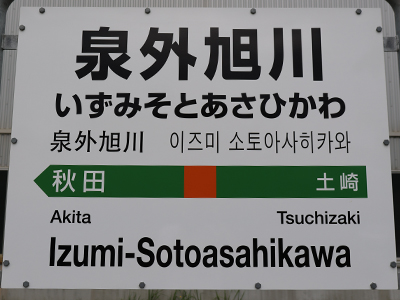 泉外旭川
いずみそとあさひかわ
泉外旭川 이즈미 소토아사히카와
秋田 土崎
Akita Tsuchizaki
Izumi-Sotoasahikawa